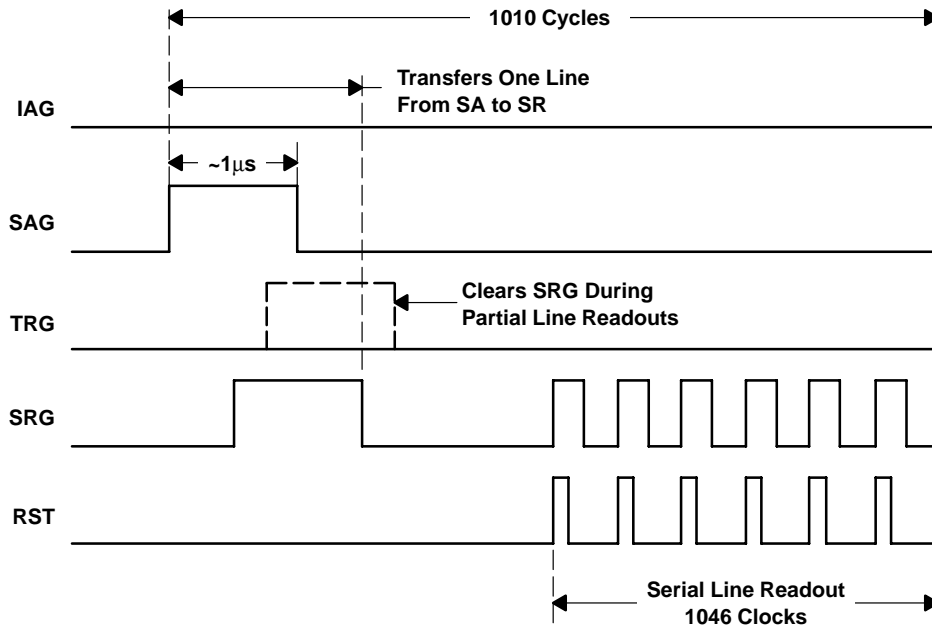 1010 Cycles
Transfers One Line
From SA to SR
IAG
~1μs
SAG
Clears SRG During
Partial Line Readouts
TRG
SRG
RST
Serial Line Readout
1046 Clocks